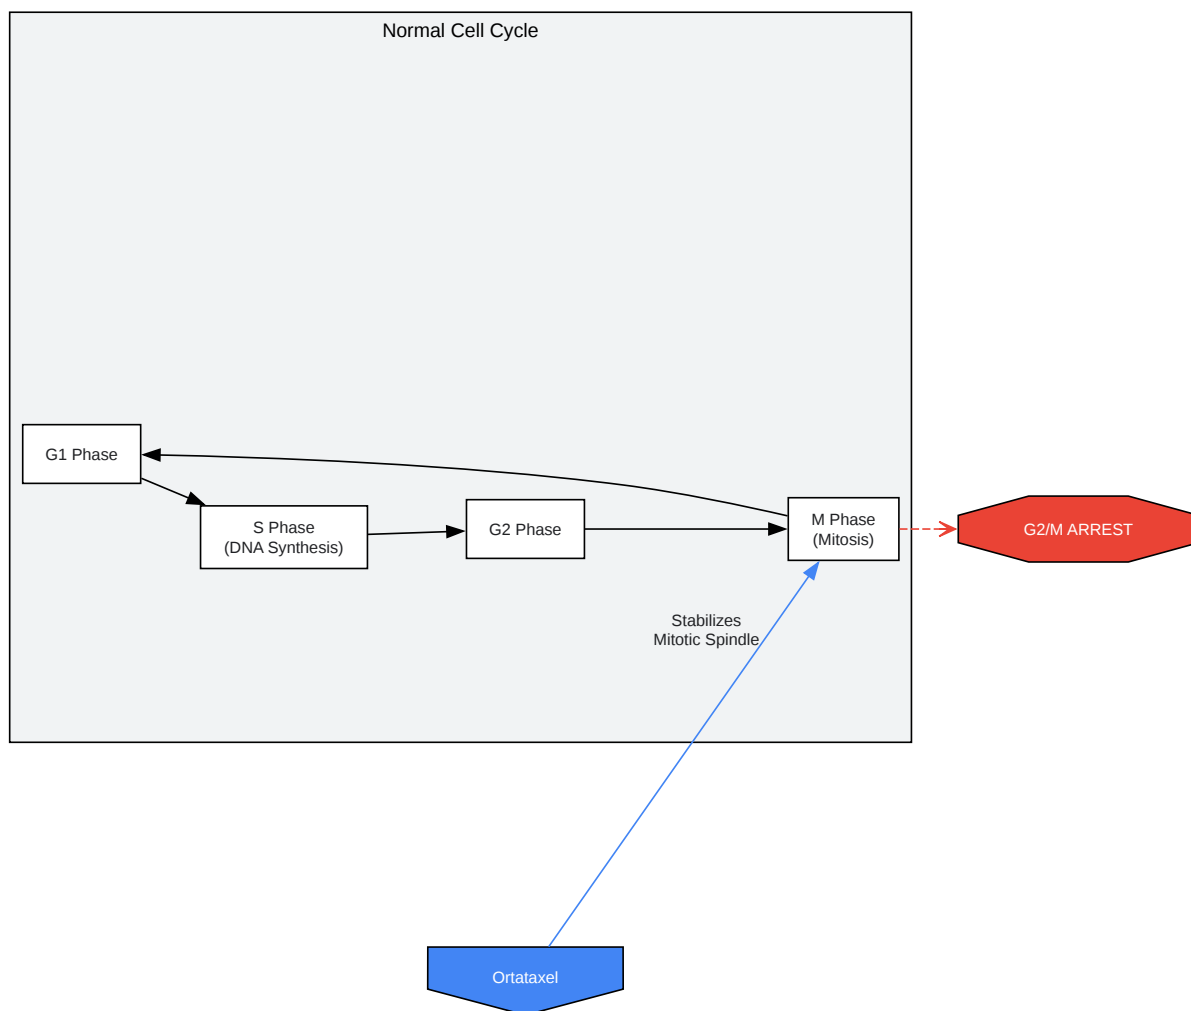 Normal Cell Cycle
G1 Phase
S Phase
(DNA Synthesis)
G2 Phase
M Phase
(Mitosis)
G2/M ARREST
Stabilizes
Mitotic Spindle
Ortataxel